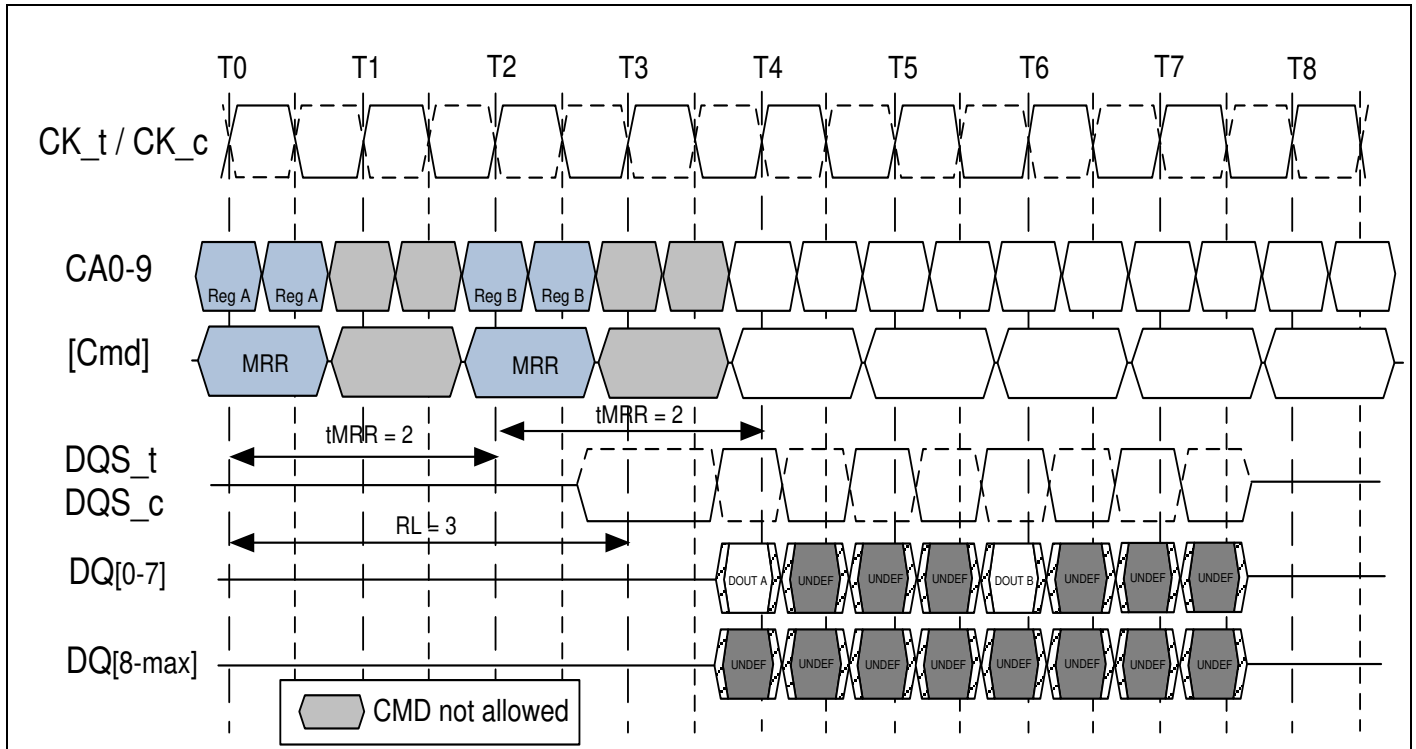 T0 T1 T2 T3 T4 T5 T6 T7 T8
CK_t / CK_c
CA0-9
Reg A Reg A Reg B Reg B
[Cmd]
MRR MRR
tMRR = 2
tMRR = 2
DQS_t
DQS_c
RL = 3
DQ[0-7]
DOUT A UNDEF UNDEF UNDEF DOUT B UNDEF UNDEF UNDEF
DQ[8-max]
UNDEF UNDEF UNDEF UNDEF UNDEF UNDEF UNDEF UNDEF
CMD not allowed